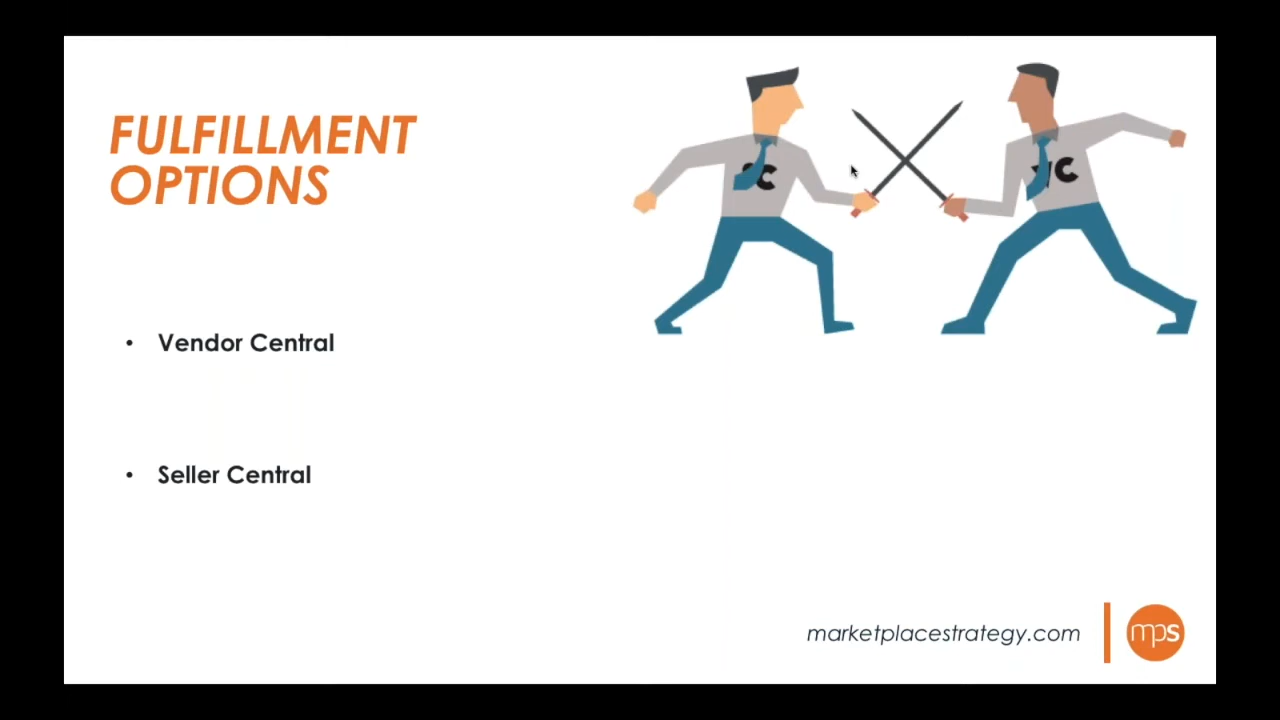 FULFILLMENT
OPTIONS
• Vendor Central
• Seller Central
marketplacestrategy.com
mps